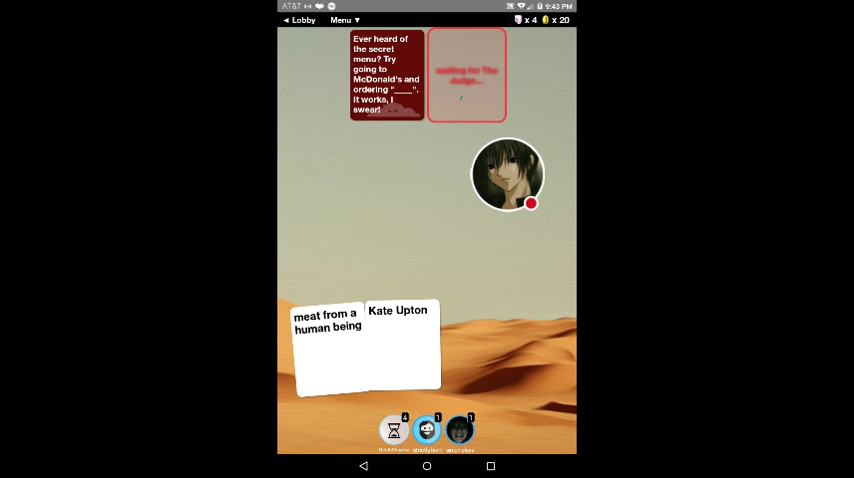 AT&T
9:43 PM
◄ Lobby Menu ▼ x 4 x 20
Ever heard of
the secret
menu? Try
going to
McDonald's and
ordering "____".
It works, I
swear!
waiting for The
Judge...
meat from a
human being
Kate Upton
4 1 1